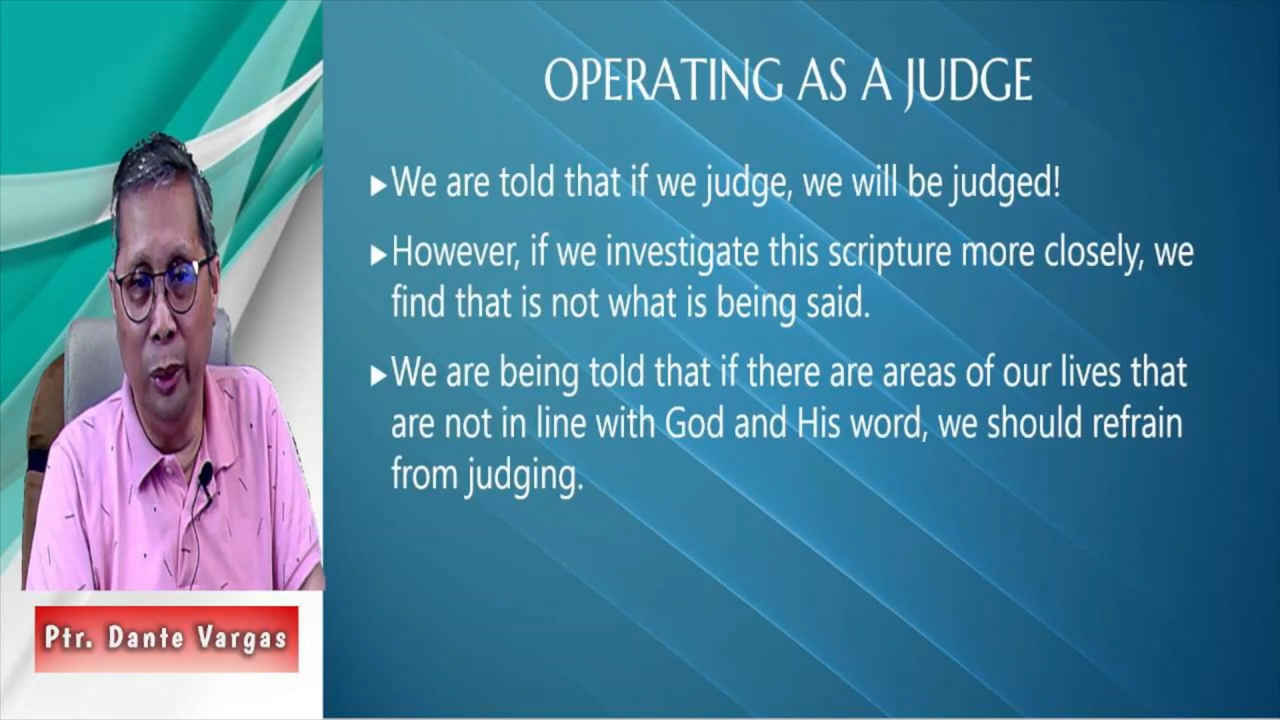 OPERATING AS A JUDGE
▶We are told that if we judge, we will be judged!
▶However, if we investigate this scripture more closely, we
find that is not what is being said.
▶We are being told that if there are areas of our lives that
are not in line with God and His word, we should refrain
from judging.
Ptr. Dante Vargas